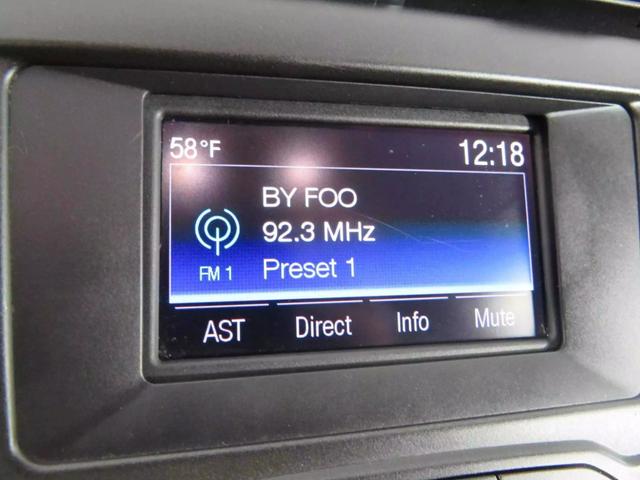 58°F 12:18
BY FOO
92.3 MHz
FM 1 Preset 1
AST Direct Info Mute